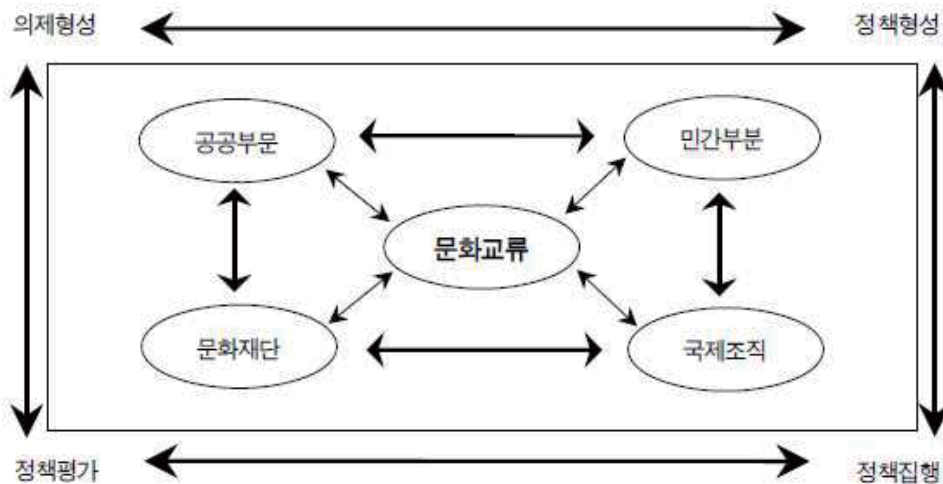 의제형성
정책형성
공공부문
민간부분
문화교류
문화재단
국제조직
정책평가
정책집행